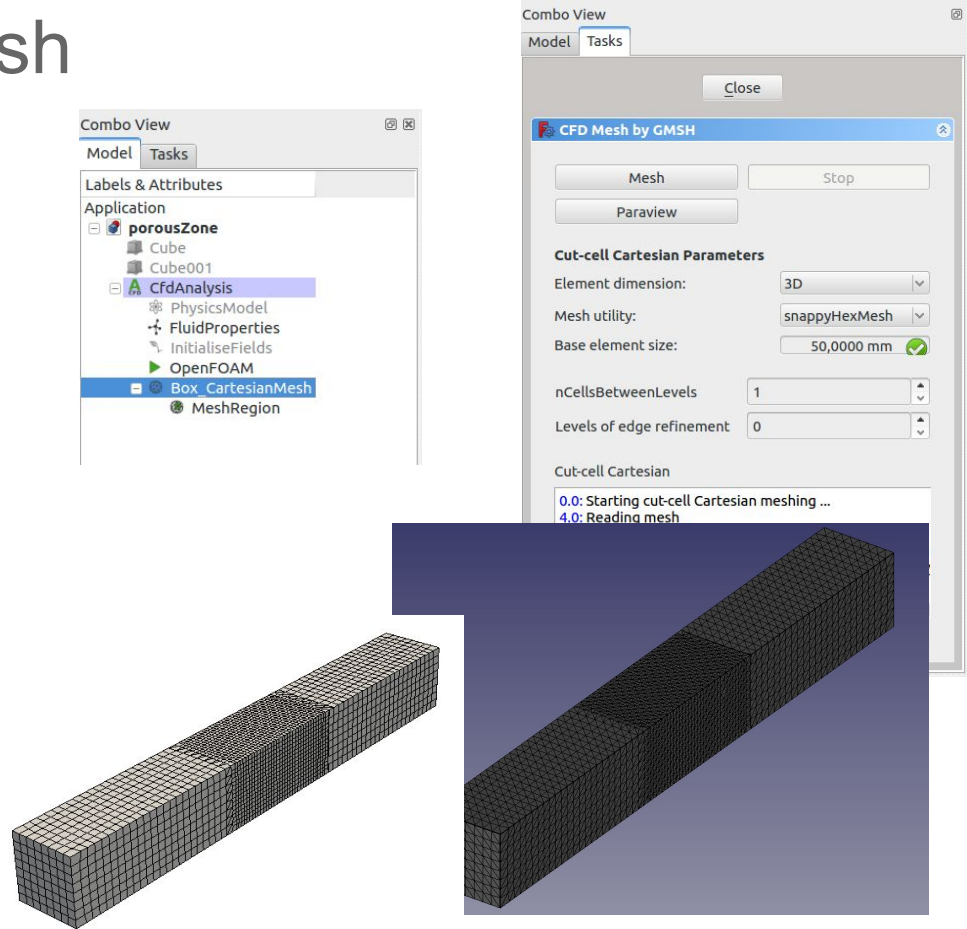 sh
Combo View
Model Tasks
Labels & Attributes
Application
porousZone
Cube
Cube001
CfdAnalysis
PhysicsModel
FluidProperties
InitialiseFields
OpenFOAM
Box_CartesianMesh
MeshRegion
Combo View
Model Tasks
Close
CFD Mesh by GMSH
Mesh Stop
Paraview
Cut-cell Cartesian Parameters
Element dimension: 3D
Mesh utility: snappyHexMesh
Base element size: 50,0000 mm
nCellsBetweenLevels 1
Levels of edge refinement 0
Cut-cell Cartesian
0.0: Starting cut-cell Cartesian meshing ...
4.0: Reading mesh